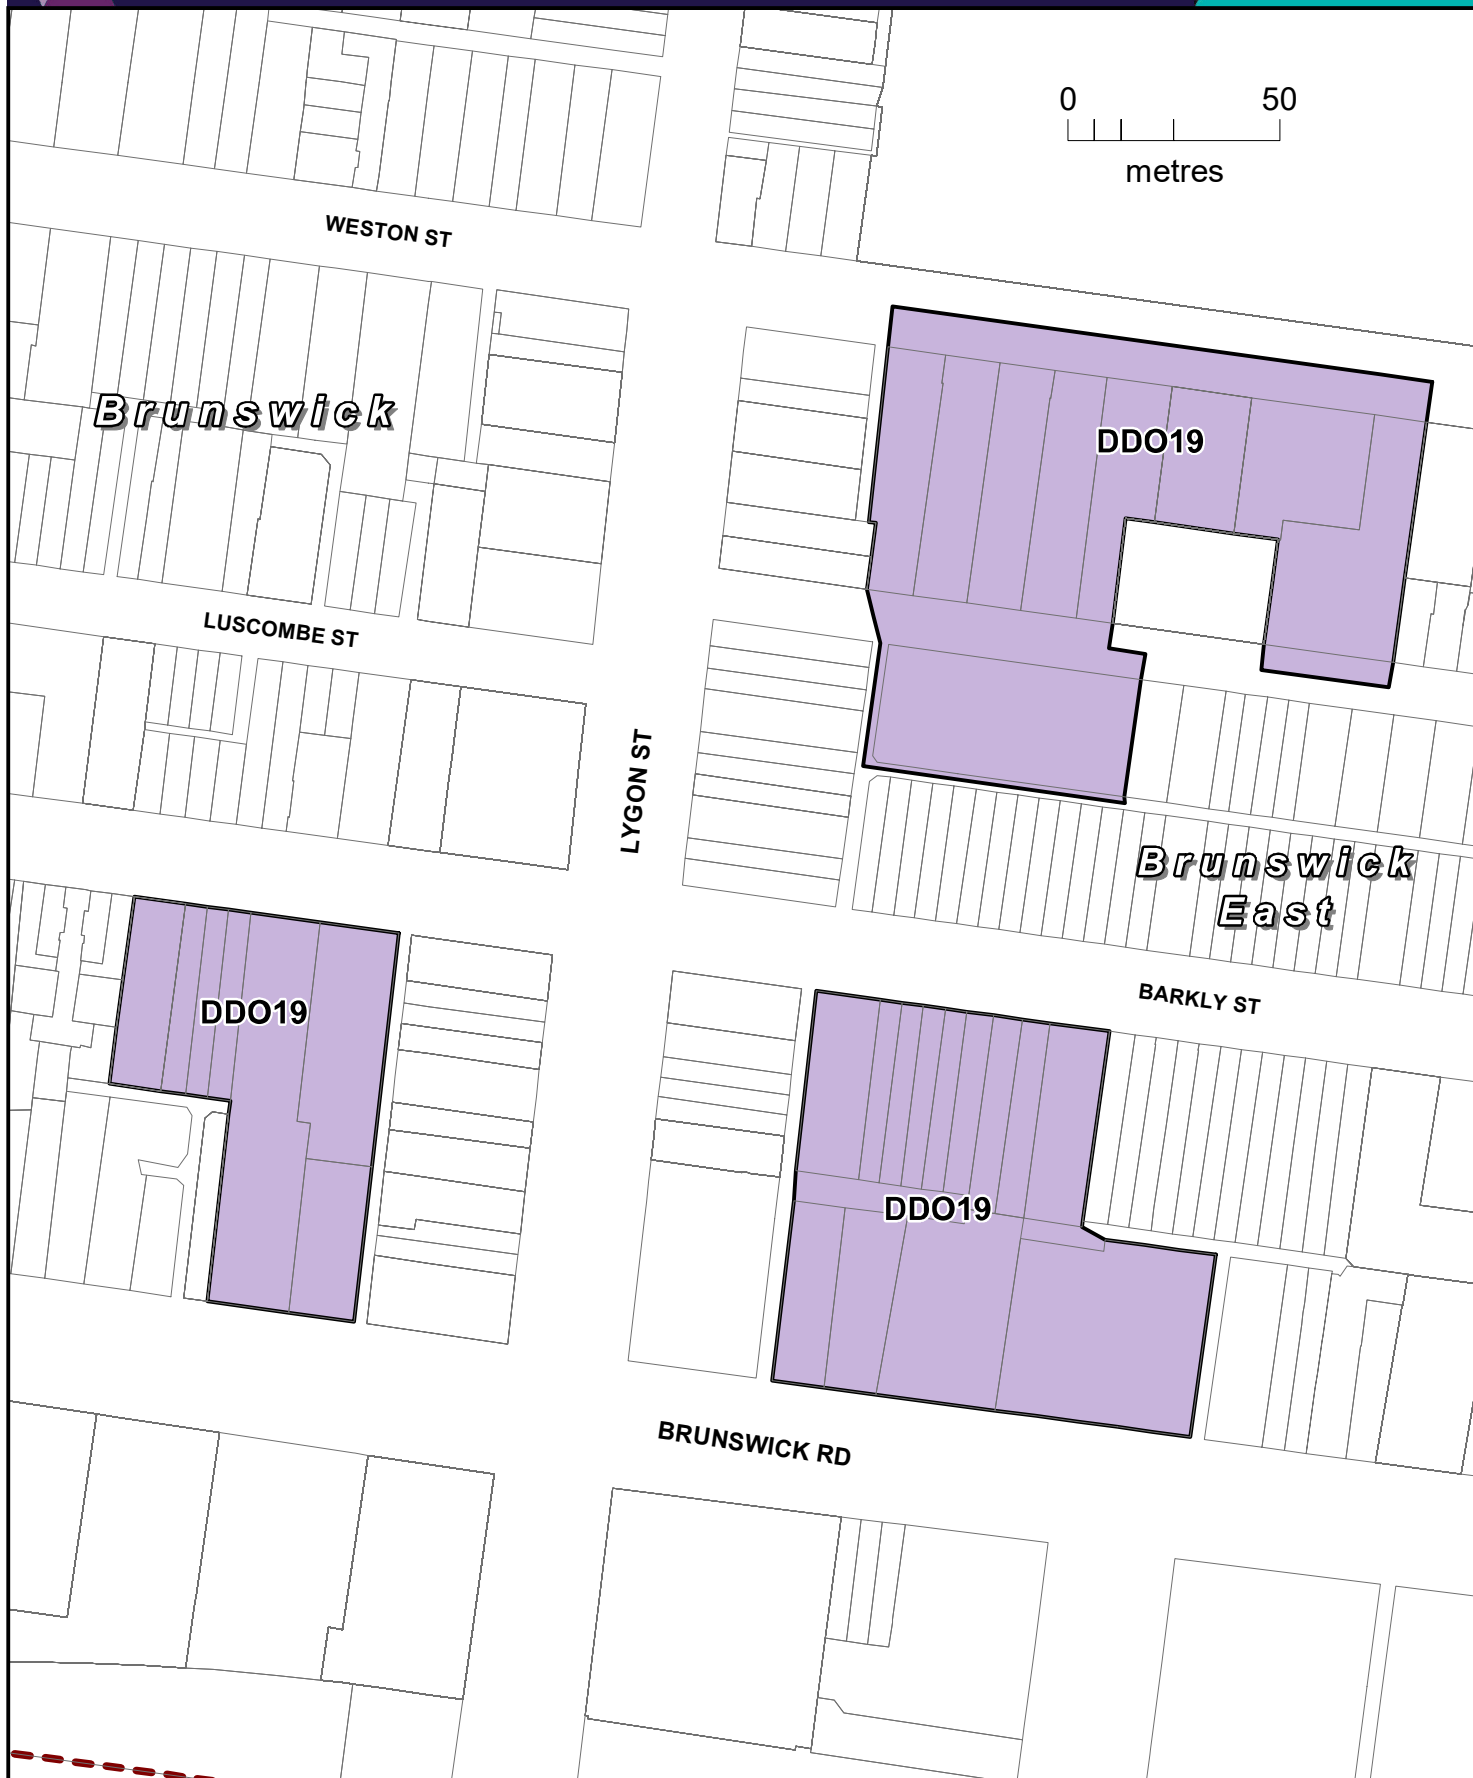 0 50
metres
WESTON ST
Brunswick
DDO19
LUSCOMBE ST
LYGON ST
Brunswick
East
DDO19
BARKLY ST
DDO19
BRUNSWICK RD